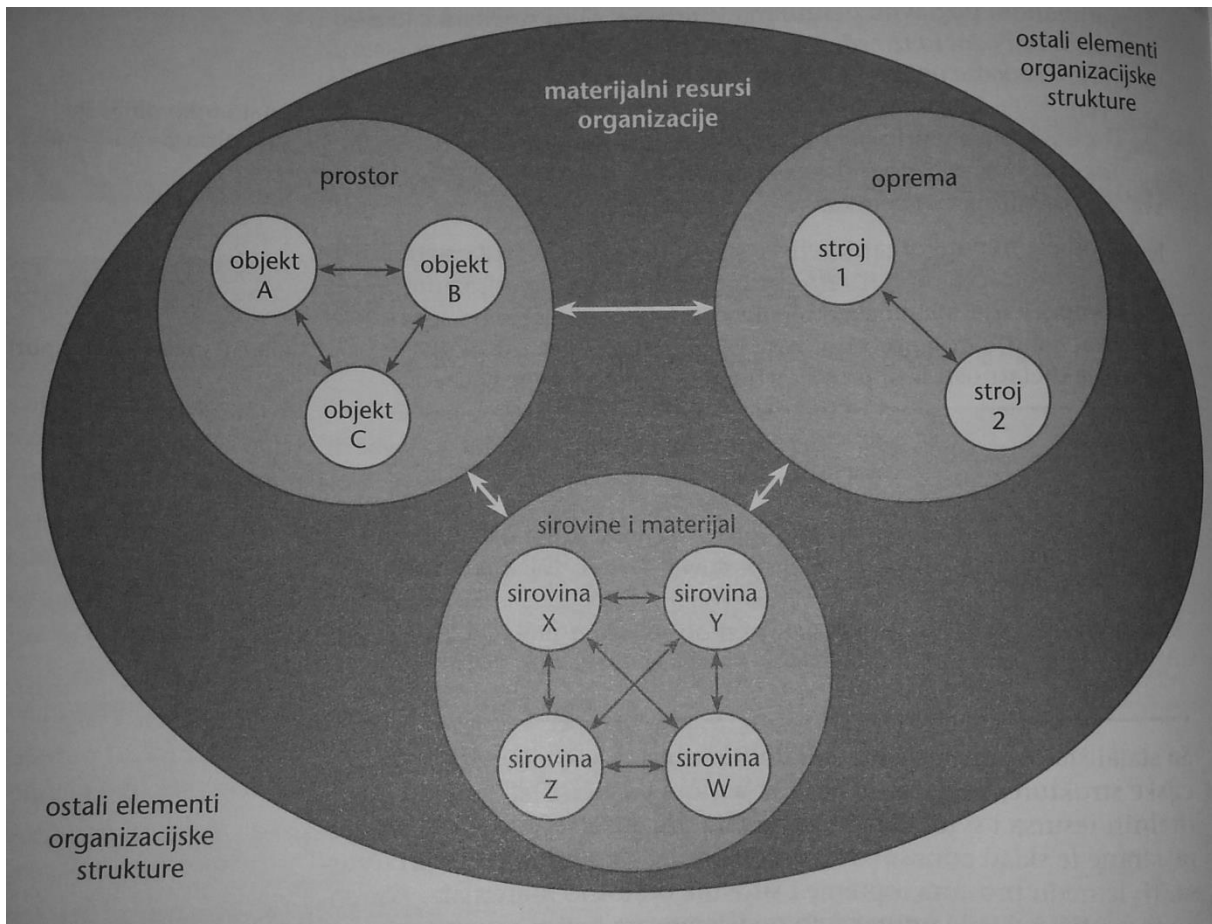 ostali elementi
organizacijske
strukture
materijalni resursi
organizacije
prostor
objekt
A
objekt
B
objekt
C
oprema
stroj
1
stroj
2
sirovine i materijal
sirovina
X
sirovina
Y
sirovina
Z
sirovina
W
ostali elementi
organizacijske
strukture